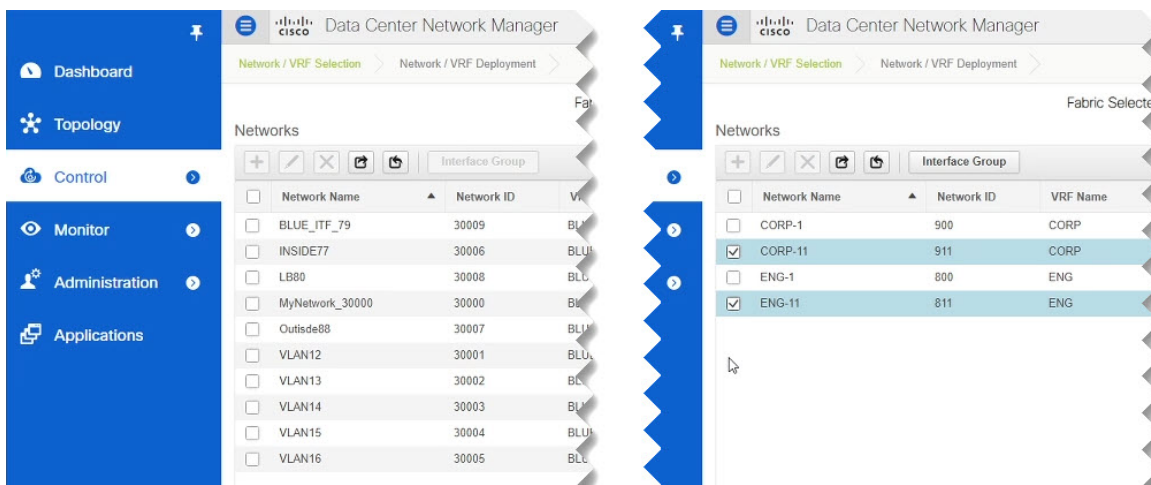 cisco Data Center Network Manager
Network / VRF Selection Network / VRF Deployment
Networks
Interface Group
Network Name Network ID
BLUE_ITF_79 30009
INSIDE77 30006
LB80 30008
MyNetwork_30000 30000
Outisde88 30007
VLAN12 30001
VLAN13 30002
VLAN14 30003
VLAN15 30004
VLAN16 30005
Dashboard
Topology
Control
Monitor
Administration
Applications
cisco Data Center Network Manager
Network / VRF Selection Network / VRF Deployment
Fabric Selecte
Networks
Interface Group
Network Name Network ID VRF Name
CORP-1 900 CORP
CORP-11 911 CORP
ENG-1 800 ENG
ENG-11 811 ENG